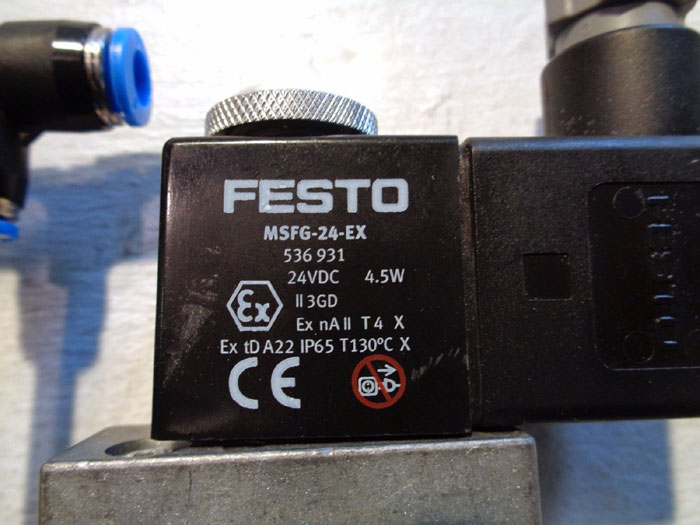 FESTO
MSFG-24-EX
536 931
24VDC 4.5W
Ex II 3GD
Ex nA II T4 X
Ex tD A22 IP65 T130°C X
CE
FESTO